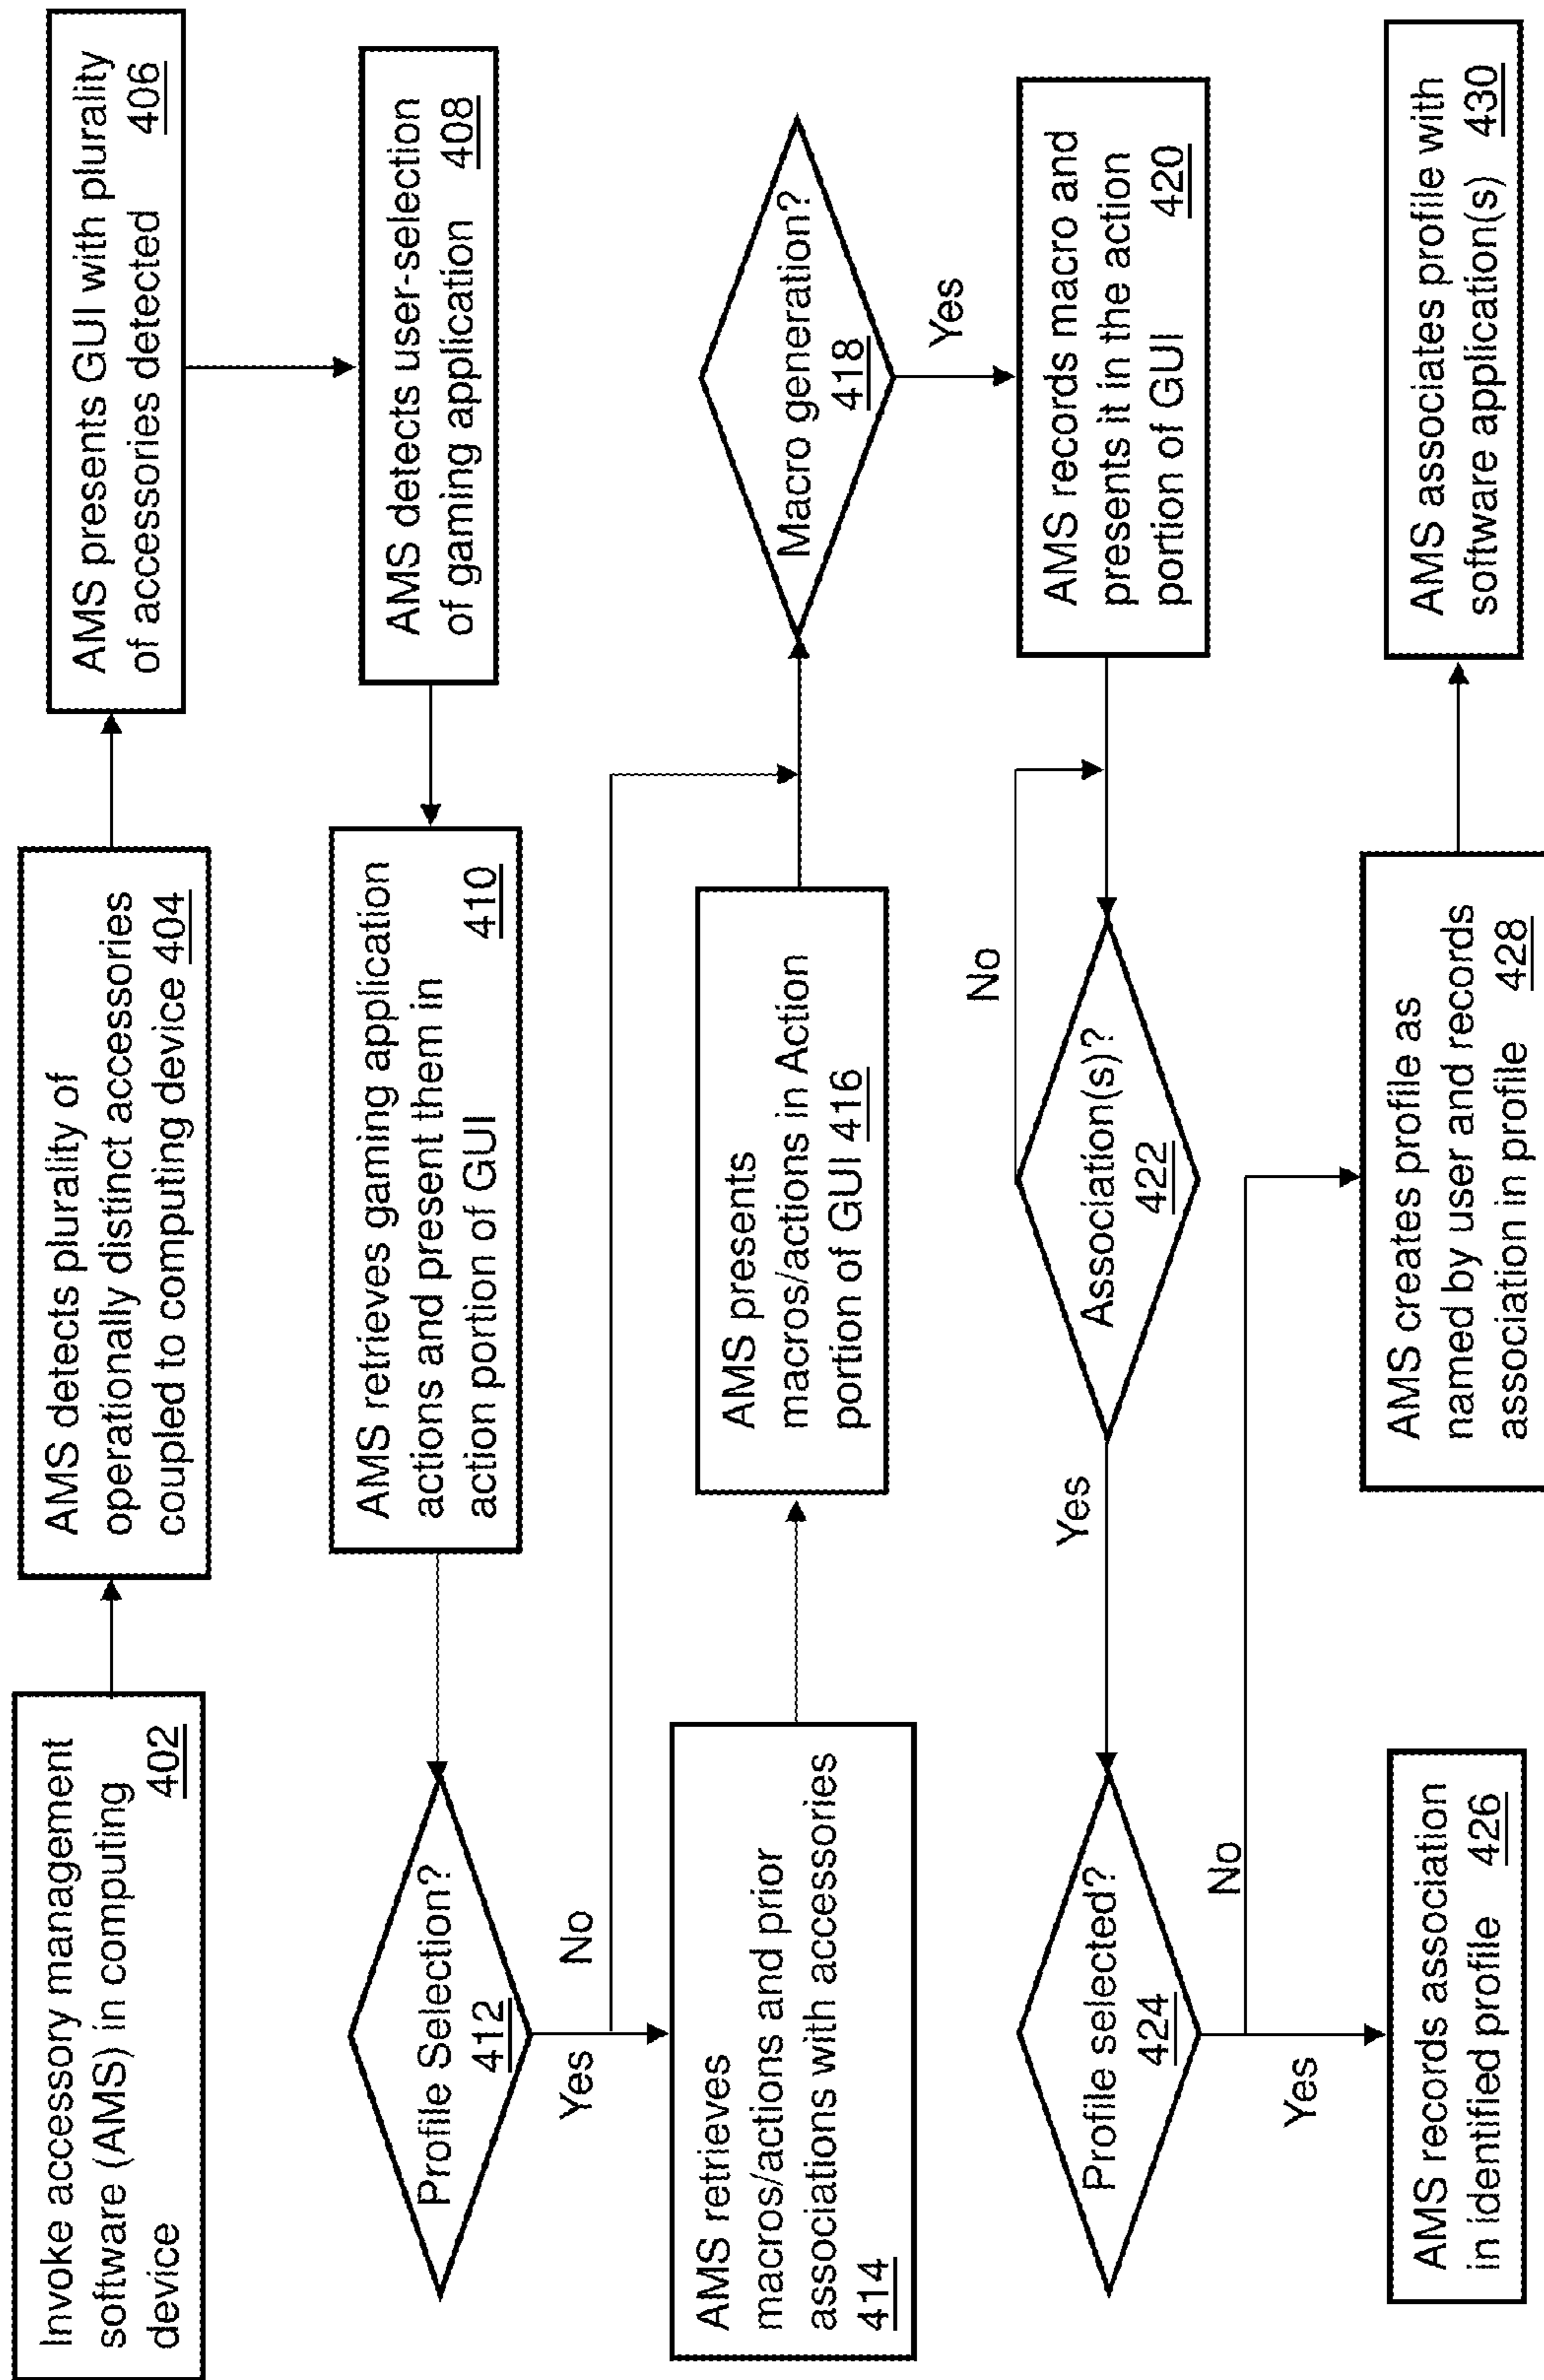 Invoke accessory management
software (AMS) in computing
device 402
AMS detects plurality of
operationally distinct accessories
coupled to computing device 404
AMS presents GUI with plurality
of accessories detected 406
AMS detects user-selection
of gaming application 408
AMS retrieves gaming application
actions and present them in
action portion of GUI 410
Profile Selection?
412
Yes
No
AMS retrieves
macros/actions and prior
associations with accessories
414
AMS presents
macros/actions in Action
portion of GUI 416
Macro generation?
418
Yes
AMS records macro and
presents it in the action
portion of GUI 420
Association(s)?
422
No
Yes
Profile selected?
424
Yes
No
AMS records association
in identified profile 426
AMS creates profile as
named by user and records
association in profile 428
AMS associates profile with
software application(s) 430